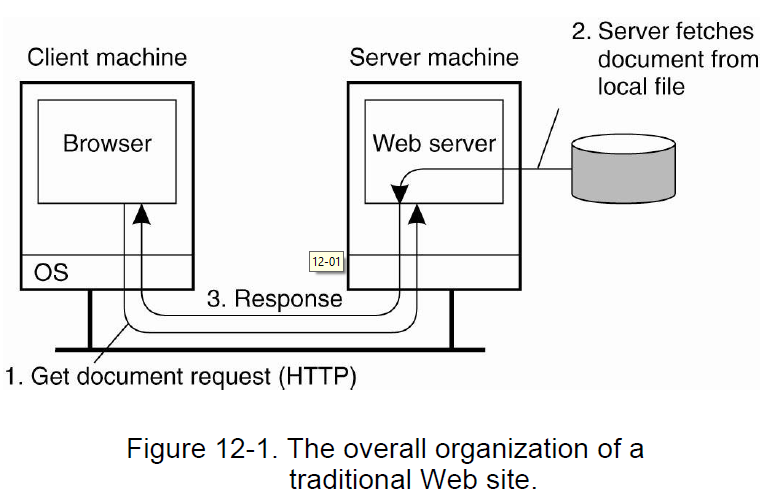 Client machine
Server machine
2. Server fetches
document from
local file
Browser
Web server
12-01
OS
3. Response
1. Get document request (HTTP)
Figure 12-1. The overall organization of a
traditional Web site.